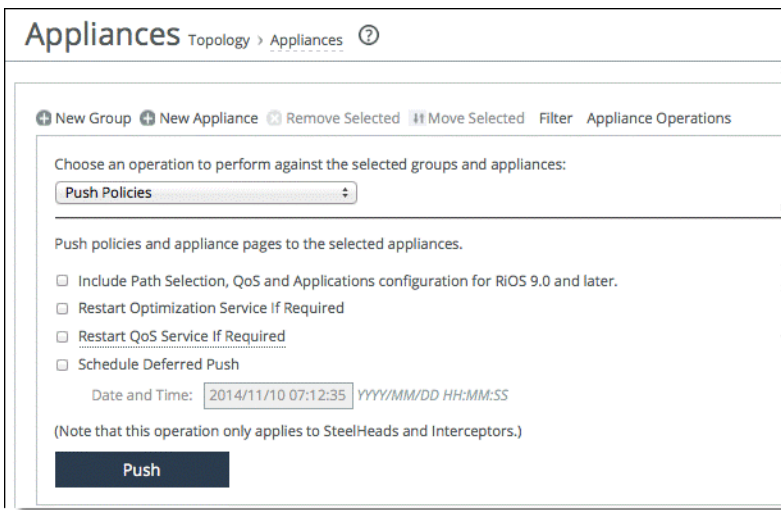 Appliances Topology › Appliances ?
New Group New Appliance Remove Selected Move Selected Filter Appliance Operations
Choose an operation to perform against the selected groups and appliances:
Push Policies
Push policies and appliance pages to the selected appliances.
Include Path Selection, QoS and Applications configuration for RiOS 9.0 and later.
Restart Optimization Service If Required
Restart QoS Service If Required
Schedule Deferred Push
Date and Time: 2014/11/10 07:12:35 YYYY/MM/DD HH:MM:SS
(Note that this operation only applies to SteelHeads and Interceptors.)
Push